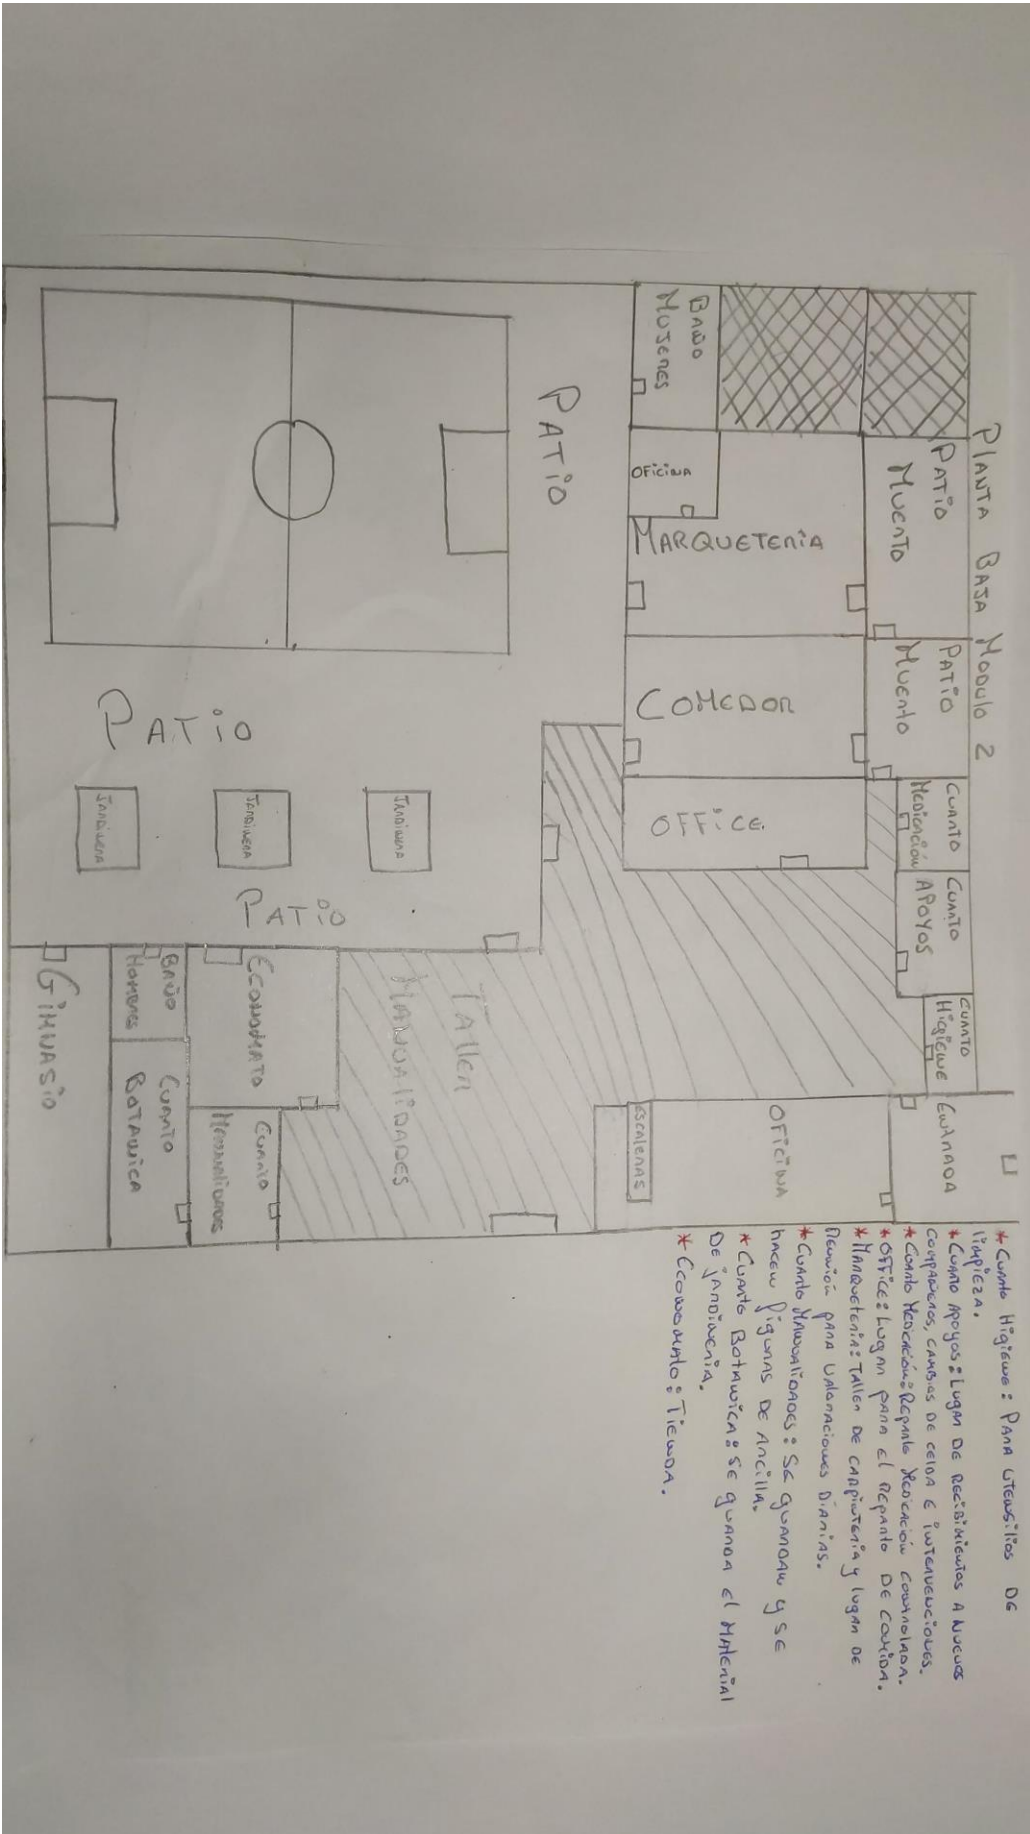 PLANTA BAJA MODULO 2
PATIO
MUERTO
PATIO
MUERTO
CUARTO
MEDICACIÓN
CUARTO
APOYOS
CUARTO
HIGIENE
ENTRADA
BAÑO
MUJERES
OFICINA
MARQUETERIA
COMEDOR
OFFICE.
OFICINA
ESCALERAS
PATIO
PATIO
PATIO
JARDINERA
JARDINERA
JARDINERA
TALLER
MANUALIDADES
ECONOMATO
CUARTO
MANUALIDADES
BAÑO
HOMBRES
CUARTO
BOTANICA
GIMNASIO
* CUARTO HIGIENE: PARA UTENSILIOS DE
LIMPIEZA.
* CUARTO APOYOS: LUGAR DE RECIBIMIENTOS A NUEVOS
COMPAÑEROS, CAMBIOS DE CELDA E INTERVENCIONES.
* CUARTO MEDICACIÓN: REPARTO MEDICACIÓN CONTROLADA.
* OFFICE: LUGAR PARA EL REPARTO DE COMIDA.
* MARQUETERIA: TALLER DE CARPINTERIA Y LUGAR DE
REUNIÓN PARA VALORACIONES DIARIAS.
* CUARTO MANUALIDADES: SE GUARDAN Y SE
HACEN FIGURAS DE ARCILLA.
* CUARTO BOTANICA: SE GUARDA EL MATERIAL
DE JARDINERIA.
* ECONOMATO: TIENDA.